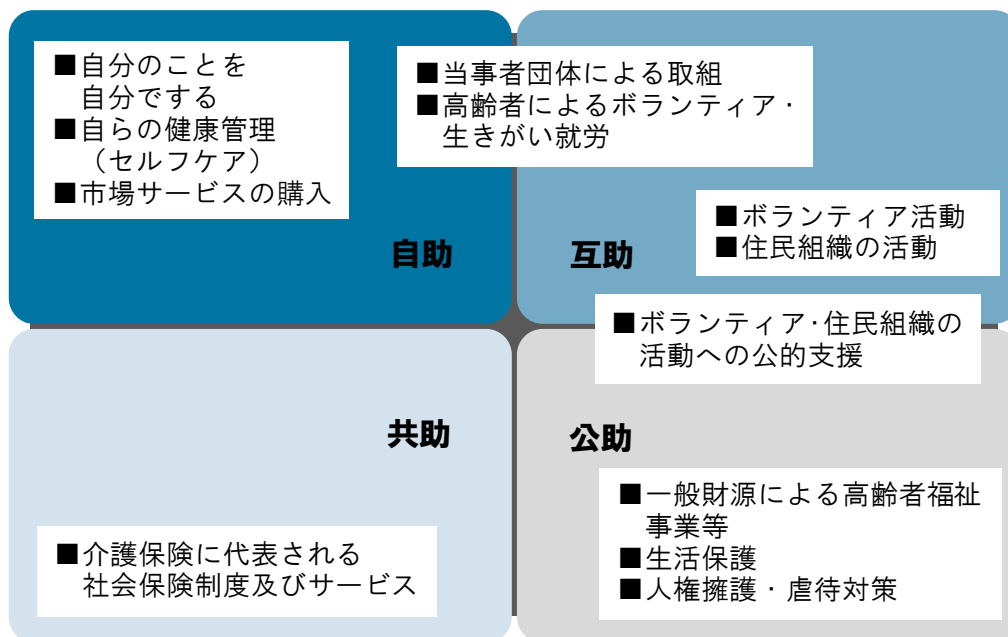 ■自分のことを
自分でする
■自らの健康管理
（セルフケア）
■市場サービスの購入
自助
■当事者団体による取組
■高齢者によるボランティア・
生きがい就労
■ボランティア活動
■住民組織の活動
互助
■ボランティア・住民組織の
活動への公的支援
共助
■介護保険に代表される
社会保険制度及びサービス
公助
■一般財源による高齢者福祉
事業等
■生活保護
■人権擁護・虐待対策